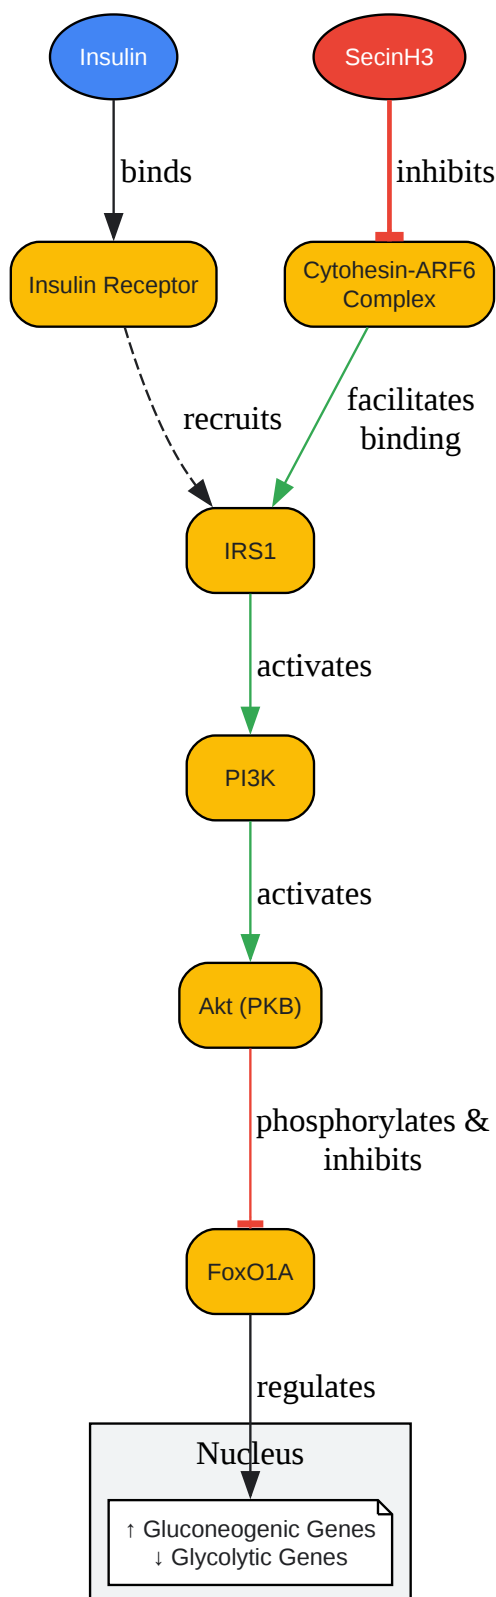 Insulin
SecinH3
binds
inhibits
Insulin Receptor
Cytohesin-ARF6
Complex
recruits
facilitates
binding
IRS1
activates
PI3K
activates
Akt (PKB)
phosphorylates &
inhibits
FoxO1A
regulates
Nucleus
↑ Gluconeogenic Genes
↓ Glycolytic Genes